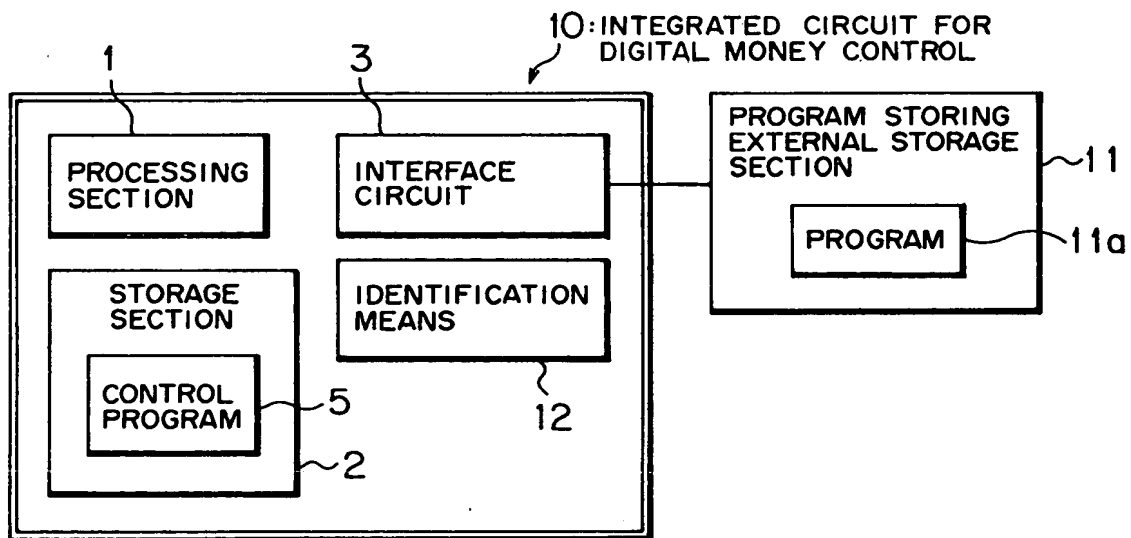 10: INTEGRATED CIRCUIT FOR
DIGITAL MONEY CONTROL
1
3
PROCESSING
SECTION
INTERFACE
CIRCUIT
PROGRAM STORING
EXTERNAL STORAGE
SECTION
11
PROGRAM
11a
STORAGE
SECTION
IDENTIFICATION
MEANS
CONTROL
PROGRAM
5
12
2